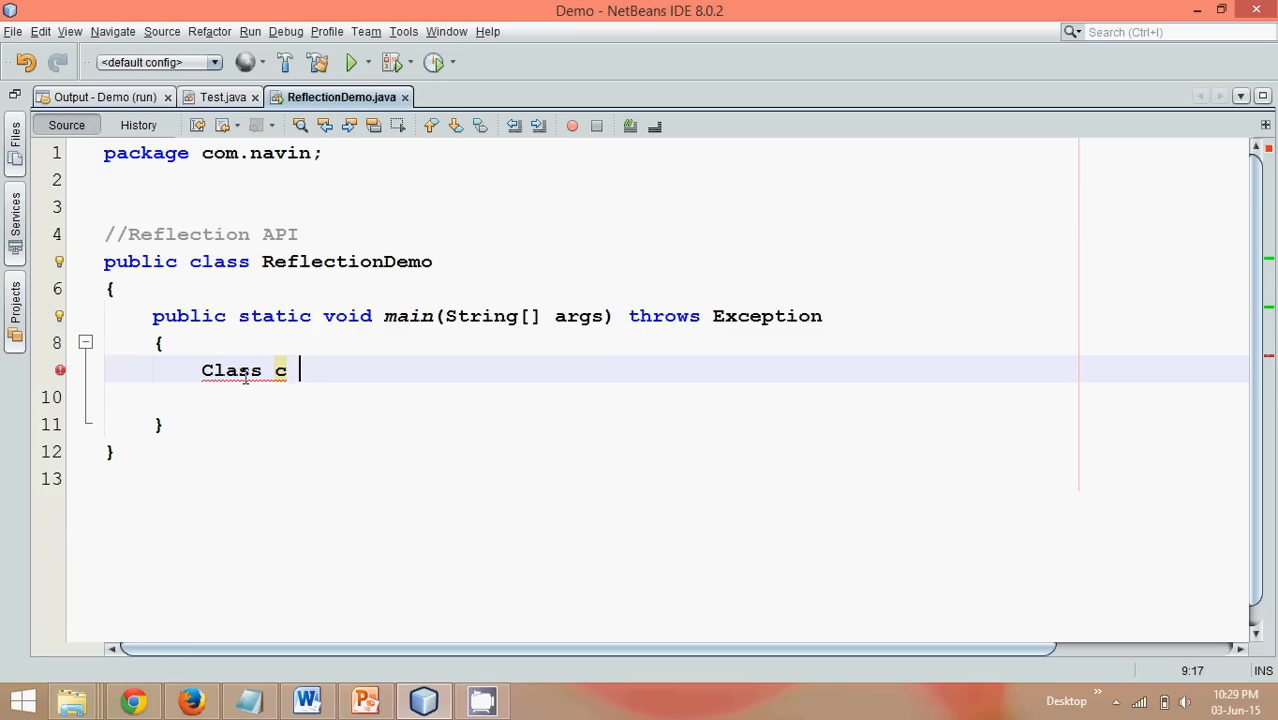 Demo - NetBeans IDE 8.0.2
File Edit View Navigate Source Refactor Run Debug Profile Team Tools Window Help
Search (Ctrl+I)
<default config>
Output - Demo (run) × Test.java × ReflectionDemo.java ×
Source History
Files
Services
Projects
1 package com.navin;
2
3
4 //Reflection API
public class ReflectionDemo
6 {
public static void main(String[] args) throws Exception
8 {
Class c
10
11 }
12 }
13
9:17 INS
Desktop
10:29 PM
03-Jun-15